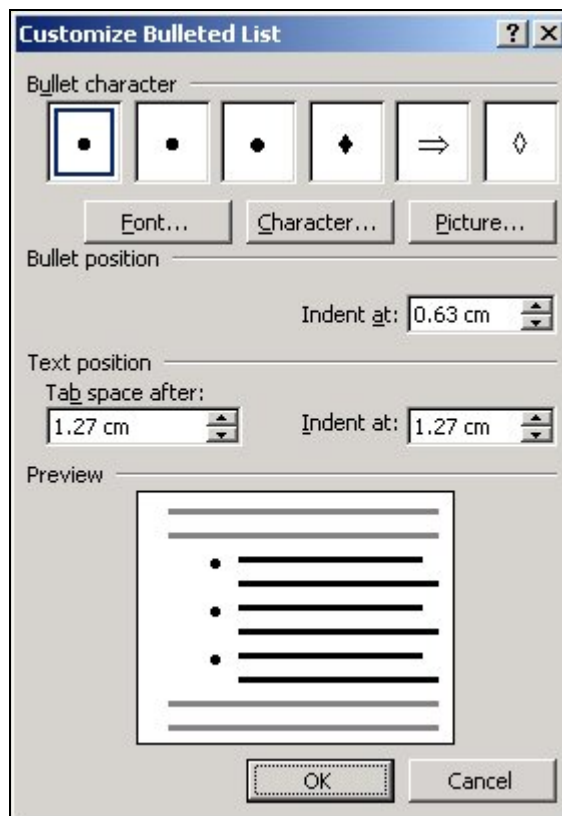 Customize Bulleted List
Bullet character
Font... Character... Picture...
Bullet position
Indent at: 0.63 cm
Text position
Tab space after:
1.27 cm Indent at: 1.27 cm
Preview
OK Cancel